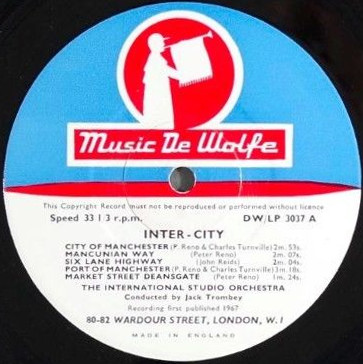 Music De Wolfe
This Copyright Record must not be reproduced or performed without licence
Speed 33 1 3 r.p.m. DW/LP 3037 A
INTER-CITY
CITY OF MANCHESTER (P. Reno & Charles Turnville) 2m. 53s.
MANCUNIAN WAY (Peter Reno) 3m. 07s.
SIX LANE HIGHWAY (John Reids) 2m. 04s.
PORT OF MANCHESTER (P. Reno & Charles Turnville) 3m. 18s.
MARKET STREET DEANSGATE (Peter Reno) 1m. 24s.
THE INTERNATIONAL STUDIO ORCHESTRA
Conducted by Jack Trombey
Recording first published 1967
80-82 WARDOUR STREET, LONDON, W.1
MADE IN ENGLAND